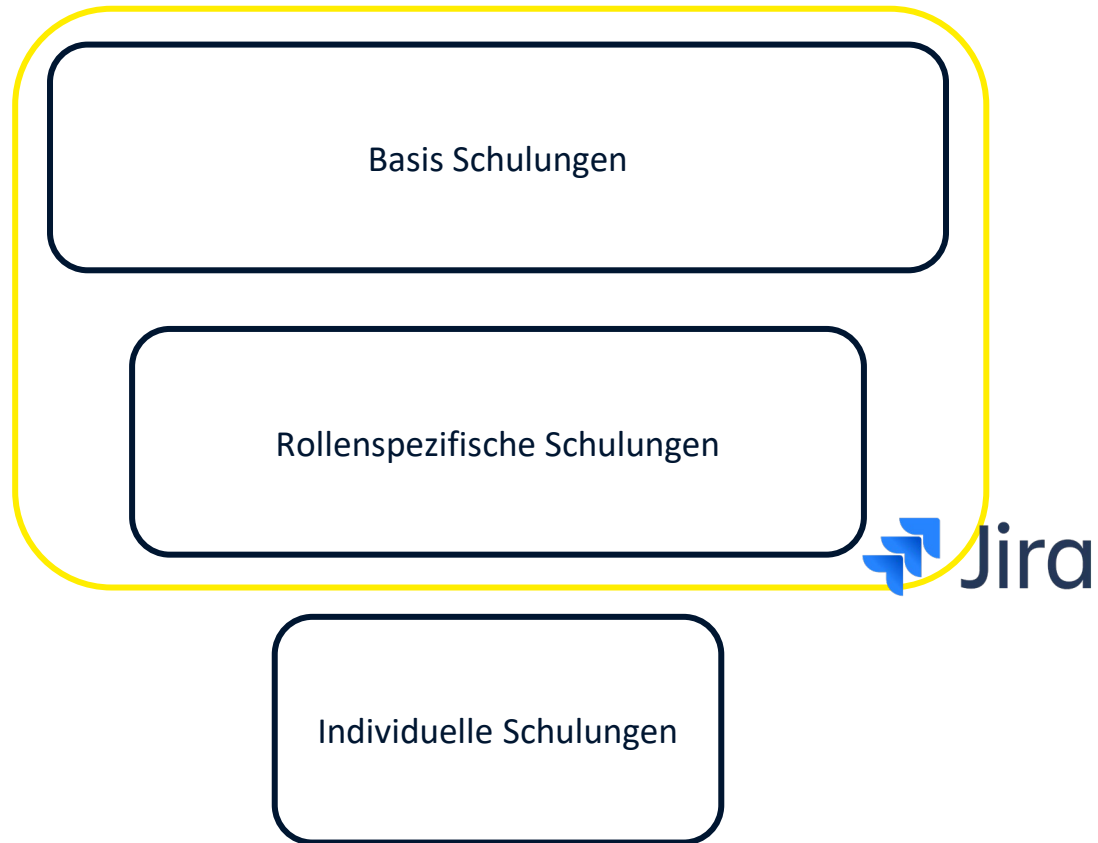 Basis Schulungen
Rollenspezifische Schulungen
Jira
Individuelle Schulungen